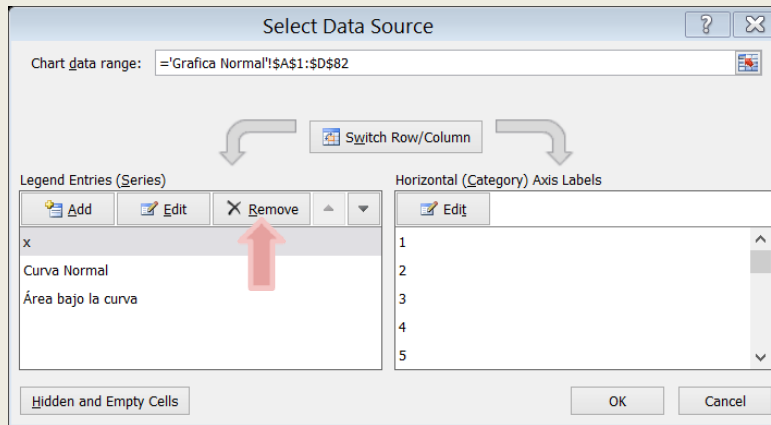 Select Data Source
?
Chart data range: ='Grafica Normal'!$A$1:$D$82
Switch Row/Column
Legend Entries (Series)
Add Edit Remove
x
Curva Normal
Área bajo la curva
Horizontal (Category) Axis Labels
Edit
1
2
3
4
5
Hidden and Empty Cells
OK Cancel